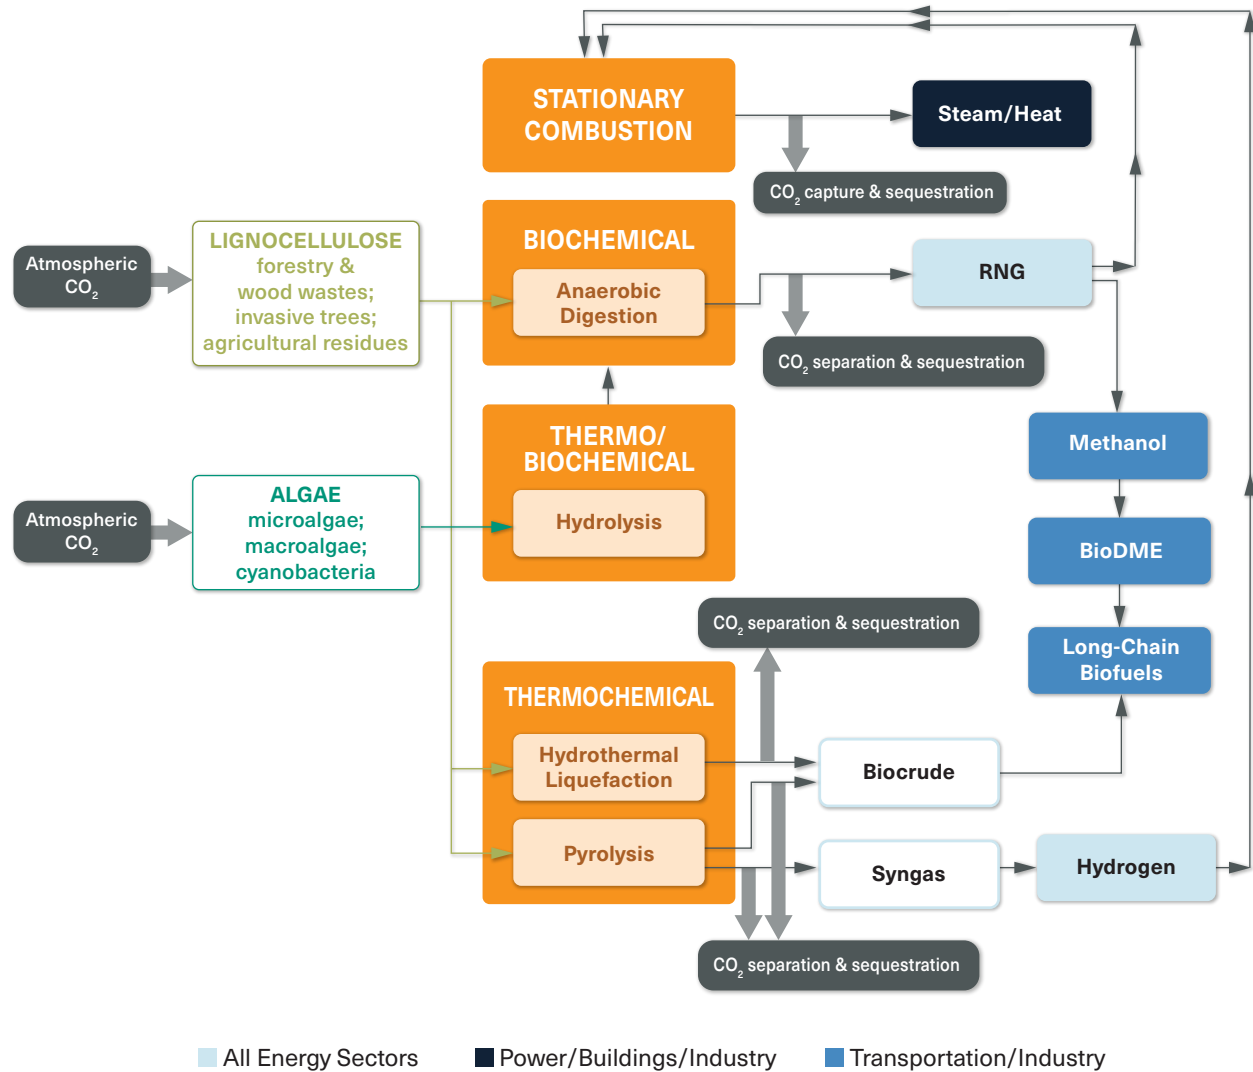 STATIONARY
COMBUSTION
Steam/Heat
CO₂ capture & sequestration
Atmospheric
CO₂
LIGNOCELLULOSE
forestry &
wood wastes;
invasive trees;
agricultural residues
BIOCHEMICAL
Anaerobic
Digestion
RNG
CO₂ separation & sequestration
THERMO/
BIOCHEMICAL
Hydrolysis
Methanol
Atmospheric
CO₂
ALGAE
microalgae;
macroalgae;
cyanobacteria
BioDME
CO₂ separation & sequestration
Long-Chain
Biofuels
THERMOCHEMICAL
Hydrothermal
Liquefaction
Biocrude
Pyrolysis
Syngas
Hydrogen
CO₂ separation & sequestration
All Energy Sectors
Power/Buildings/Industry
Transportation/Industry